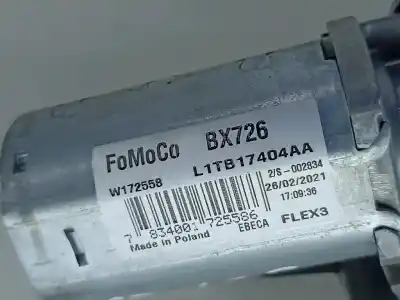 FoMoCo BX726
W172558 L1TB17404AA
2/S-002834
26/02/2021
17:09:36
7 834001 725586
Made in Poland EBECA FLEX3